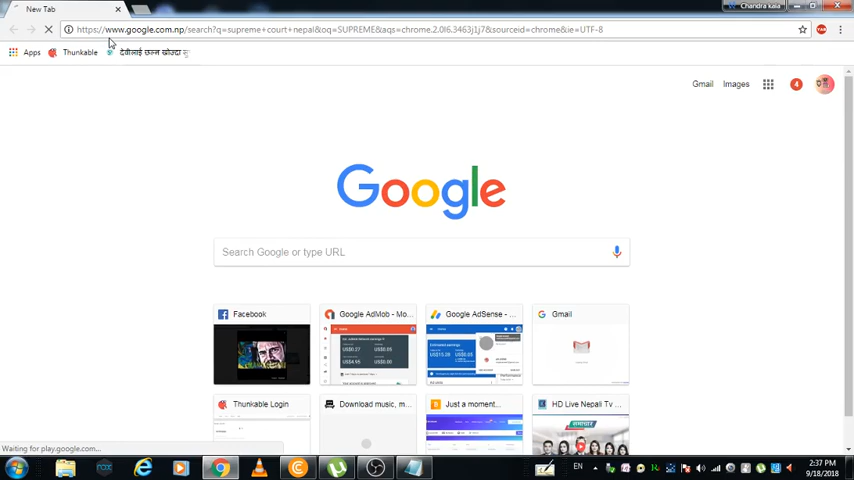 New Tab
Chandra kala
https://www.google.com.np/search?q=supreme+court+nepal&oq=SUPREME&aqs=chrome.2.0l6.3463j1j7&sourceid=chrome&ie=UTF-8
Apps Thunkable देवीलाई छन्न खोज्दा
Gmail Images 4
Google
Search Google or type URL
Facebook Google AdMob - Mo... Google AdSense - ... Gmail
Thunkable Login Download music, m... Just a moment... HD Live Nepali Tv ...
Waiting for play.google.com...
EN 2:37 PM
9/18/2018